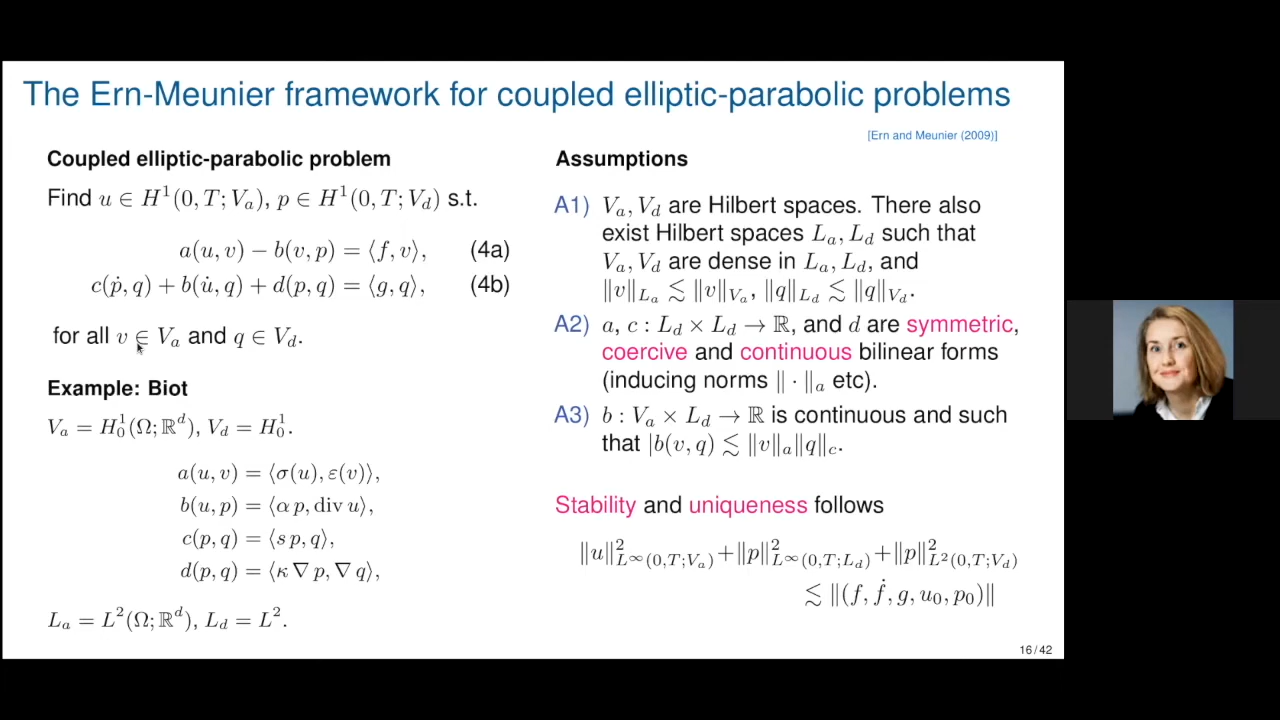 The Ern-Meunier framework for coupled elliptic-parabolic problems
[Ern and Meunier (2009)]
Coupled elliptic-parabolic problem
Find u ∈ H¹(0, T; Vₐ), p ∈ H¹(0, T; V_d) s.t.
a(u, v) − b(v, p) = ⟨f, v⟩, (4a)
c(ṗ, q) + b(u̇, q) + d(p, q) = ⟨g, q⟩, (4b)
for all v ∈ Vₐ and q ∈ V_d.
Example: Biot
Vₐ = H¹₀(Ω; ℝᵈ), V_d = H¹₀.
a(u, v) = ⟨σ(u), ε(v)⟩,
b(u, p) = ⟨α p, div u⟩,
c(p, q) = ⟨s p, q⟩,
d(p, q) = ⟨κ ∇ p, ∇ q⟩,
Lₐ = L²(Ω; ℝᵈ), L_d = L².
Assumptions
A1) Vₐ, V_d are Hilbert spaces. There also
exist Hilbert spaces Lₐ, L_d such that
Vₐ, V_d are dense in Lₐ, L_d, and
‖v‖_{Lₐ} ≲ ‖v‖_{Vₐ}, ‖q‖_{L_d} ≲ ‖q‖_{V_d}.
A2) a, c : L_d × L_d → ℝ, and d are symmetric,
coercive and continuous bilinear forms
(inducing norms ‖ · ‖ₐ etc).
A3) b : Vₐ × L_d → ℝ is continuous and such
that |b(v, q) ≲ ‖v‖ₐ‖q‖_c.
Stability and uniqueness follows
‖u‖²_{L^∞(0,T;Vₐ)} + ‖p‖²_{L^∞(0,T;L_d)} + ‖p‖²_{L²(0,T;V_d)}
≲ ‖(f, ḟ, g, u₀, p₀)‖
16 / 42